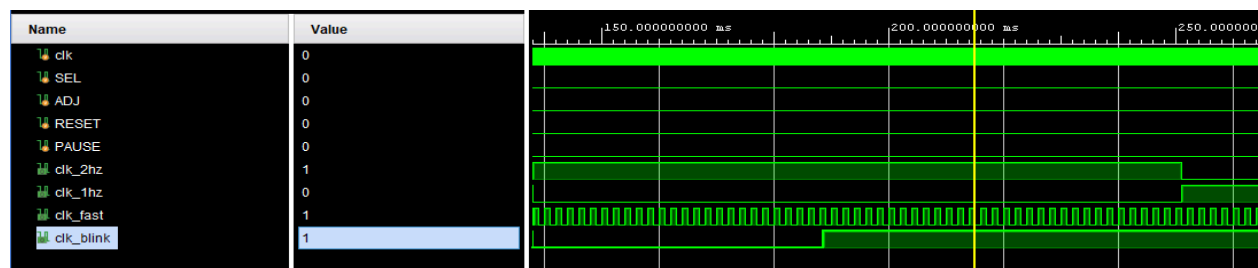 Name Value 150.000000000 ms 200.000000000 ms 250.000000
clk 0
SEL 0
ADJ 0
RESET 0
PAUSE 0
clk_2hz 1
clk_1hz 0
clk_fast 1
clk_blink 1